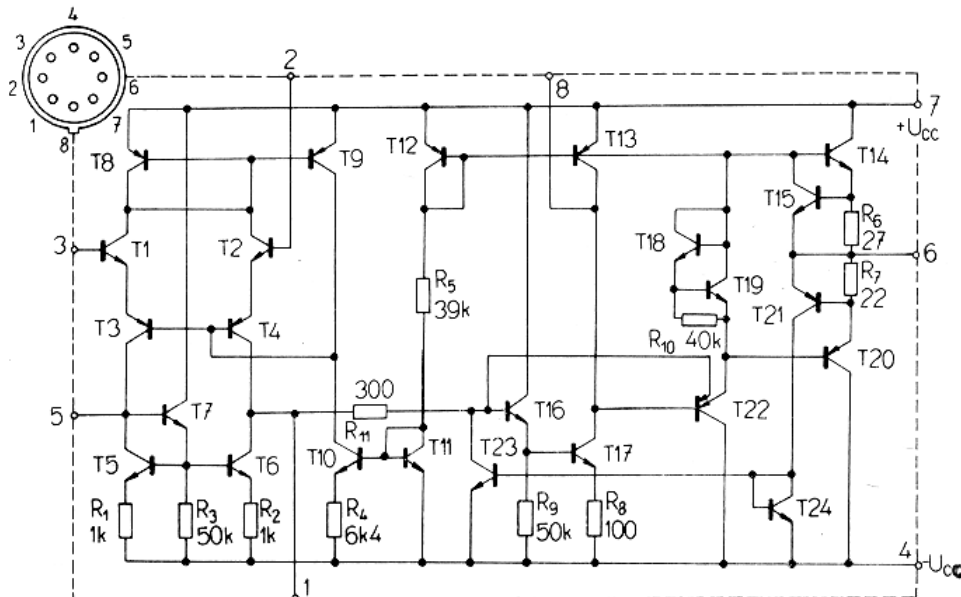 4
3 5
2 6
1 7
8
2 8
7
+U_CC
T8 T9 T12 T13 T14
T15
T1 T2 T18 R6
27
3 6
T19 R7
22
R5
39k
T3 T4 T21
R10 40k T20
300
5 T7 R11 T16 T22
T5 T6 T10 T11 T23 T17
T24
R1
1k
R3
50k
R2
1k
R4
6k4
R9
50k
R8
100
4
-U_CC
1